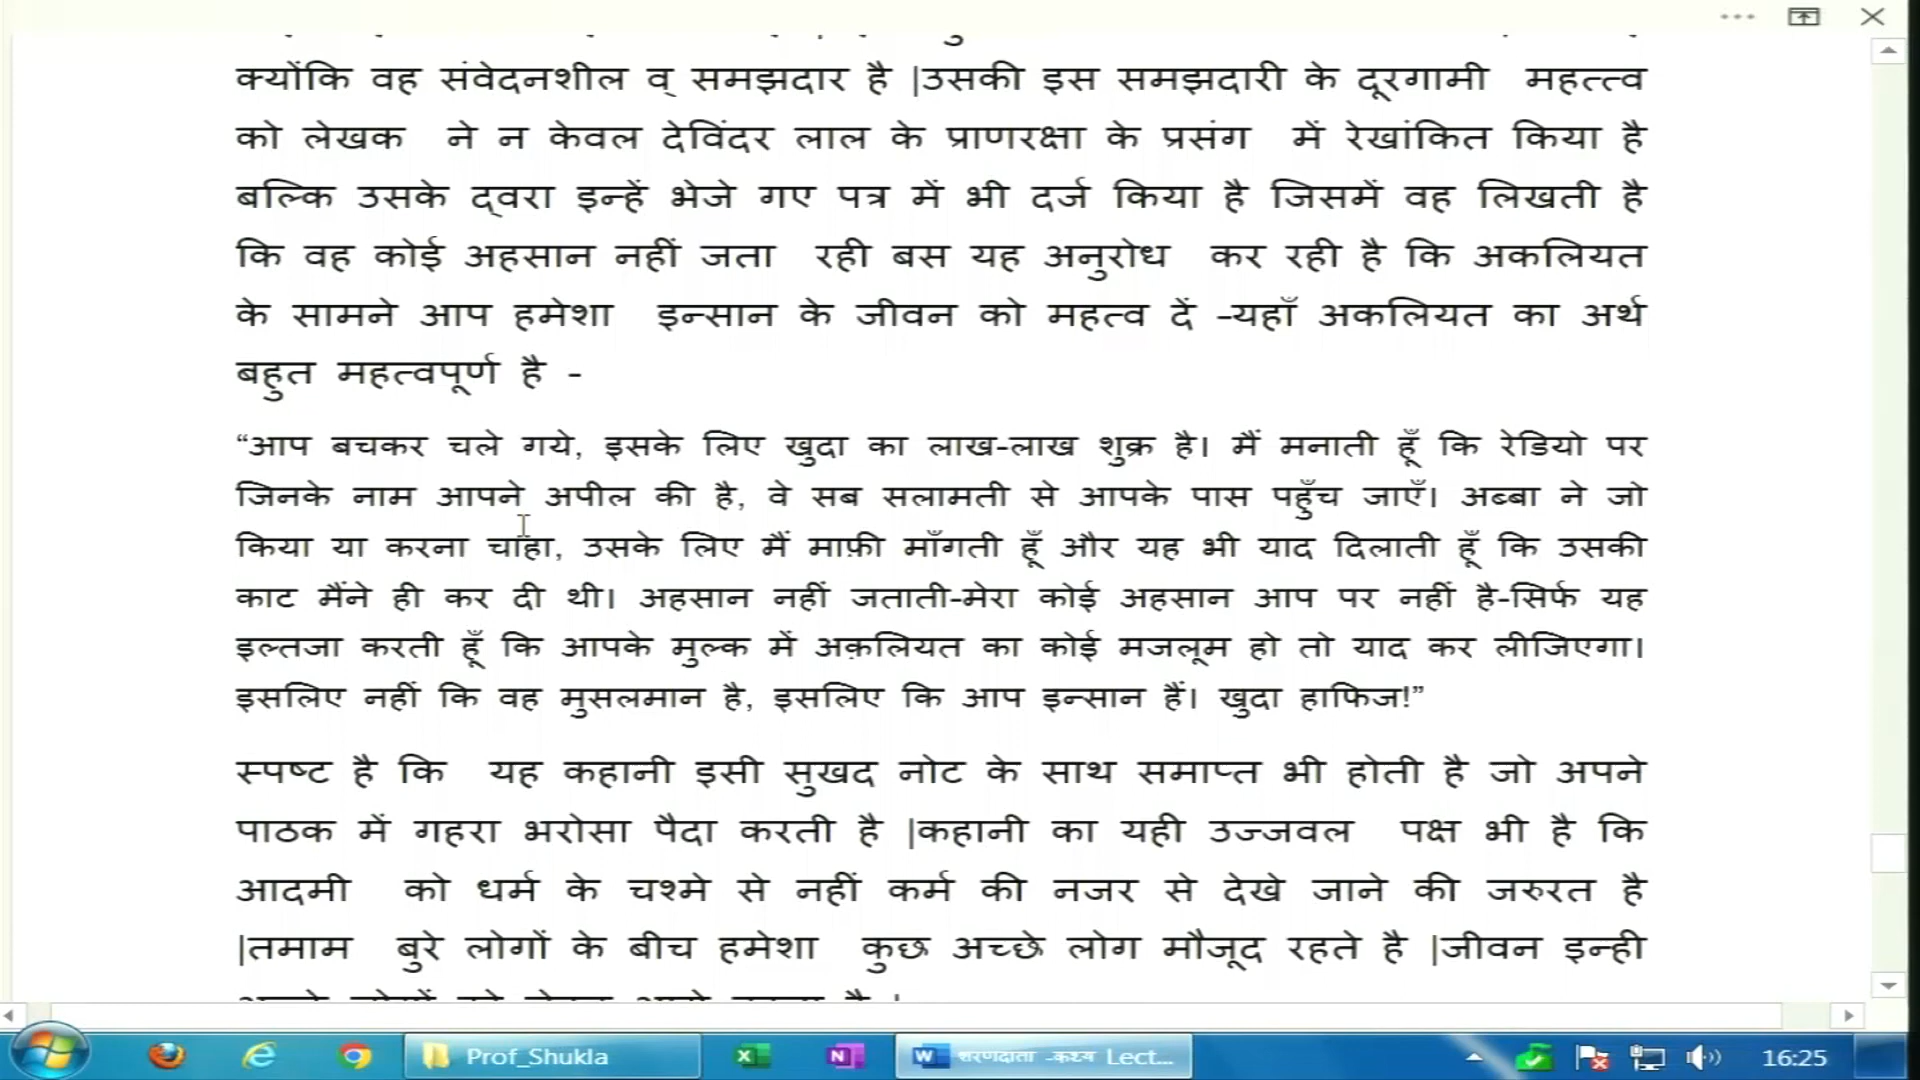 क्योंकि वह संवेदनशील व् समझदार है |उसकी इस समझदारी के दूरगामी महत्त्व
को लेखक ने न केवल देविंदर लाल के प्राणरक्षा के प्रसंग में रेखांकित किया है
बल्कि उसके द्वरा इन्हें भेजे गए पत्र में भी दर्ज किया है जिसमें वह लिखती है
कि वह कोई अहसान नहीं जता रही बस यह अनुरोध कर रही है कि अकलियत
के सामने आप हमेशा इन्सान के जीवन को महत्व दें –यहाँ अकलियत का अर्थ
बहुत महत्वपूर्ण है -
“आप बचकर चले गये, इसके लिए खुदा का लाख-लाख शुक्र है। मैं मनाती हूँ कि रेडियो पर
जिनके नाम आपने अपील की है, वे सब सलामती से आपके पास पहुँच जाएँ। अब्बा ने जो
किया या करना चाहा, उसके लिए मैं माफ़ी माँगती हूँ और यह भी याद दिलाती हूँ कि उसकी
काट मैंने ही कर दी थी। अहसान नहीं जताती-मेरा कोई अहसान आप पर नहीं है-सिर्फ यह
इल्तजा करती हूँ कि आपके मुल्क में अक़लियत का कोई मजलूम हो तो याद कर लीजिएगा।
इसलिए नहीं कि वह मुसलमान है, इसलिए कि आप इन्सान हैं। खुदा हाफिज!”
स्पष्ट है कि यह कहानी इसी सुखद नोट के साथ समाप्त भी होती है जो अपने
पाठक में गहरा भरोसा पैदा करती है |कहानी का यही उज्जवल पक्ष भी है कि
आदमी को धर्म के चश्मे से नहीं कर्म की नजर से देखे जाने की जरुरत है
|तमाम बुरे लोगों के बीच हमेशा कुछ अच्छे लोग मौजूद रहते है |जीवन इन्ही
Prof_Shukla
शरणदाता -कथ्य Lect...
16:25